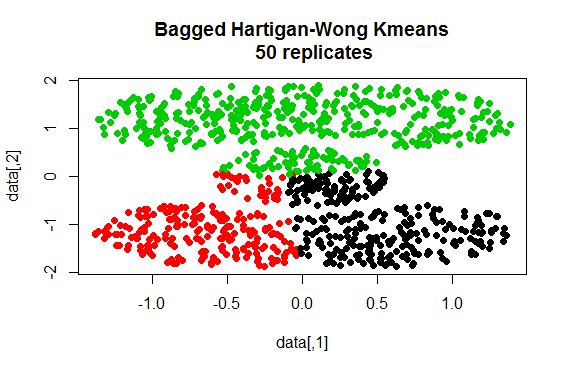 Bagged Hartigan-Wong Kmeans
50 replicates
data[,2]
2
1
0
-1
-2
-1.0
-0.5
0.0
0.5
1.0
data[,1]